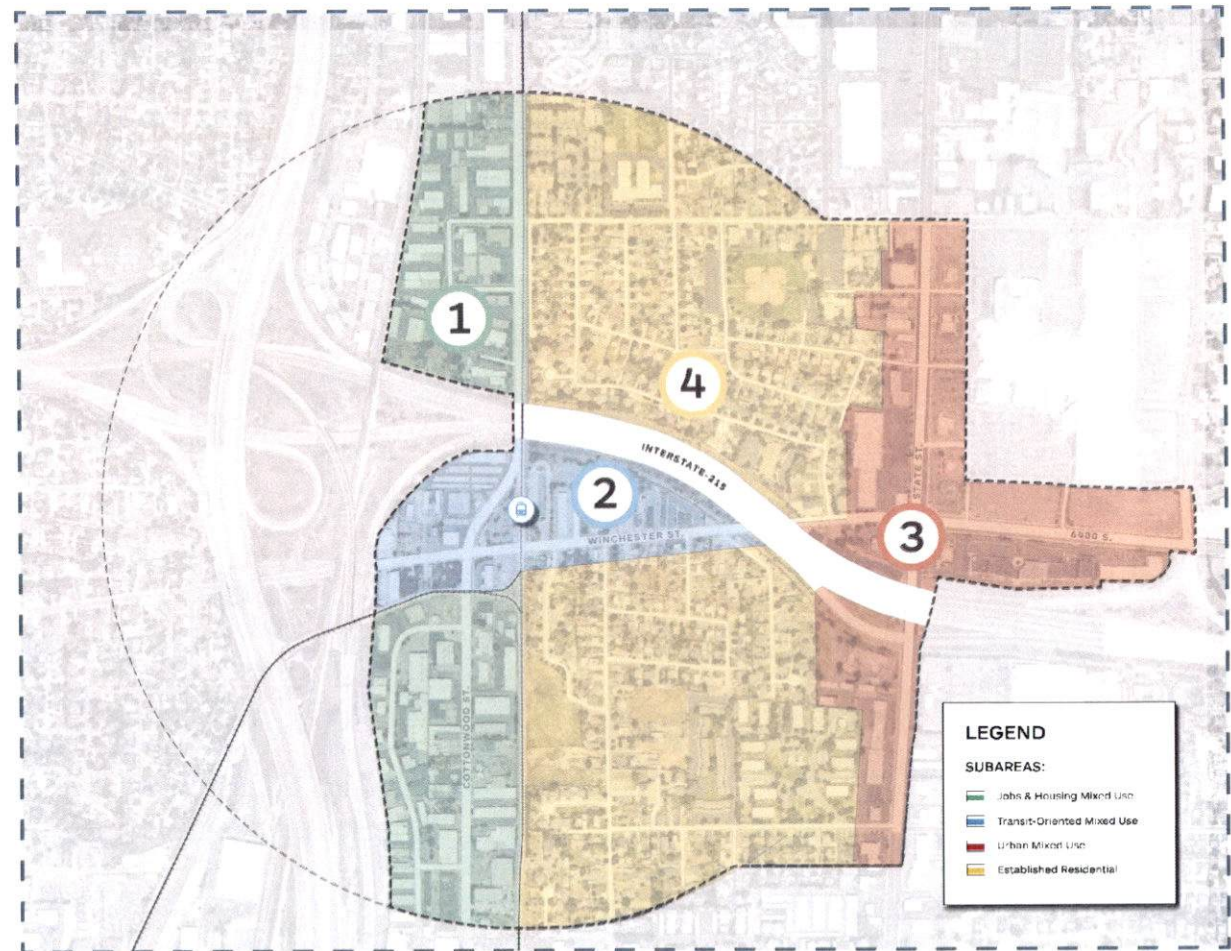 1
4
INTERSTATE-215
2
WINCHESTER ST.
STATE ST.
3
6400 S.
COTTONWOOD ST.
LEGEND
SUBAREAS:
Jobs & Housing Mixed Use
Transit-Oriented Mixed Use
Urban Mixed Use
Established Residential